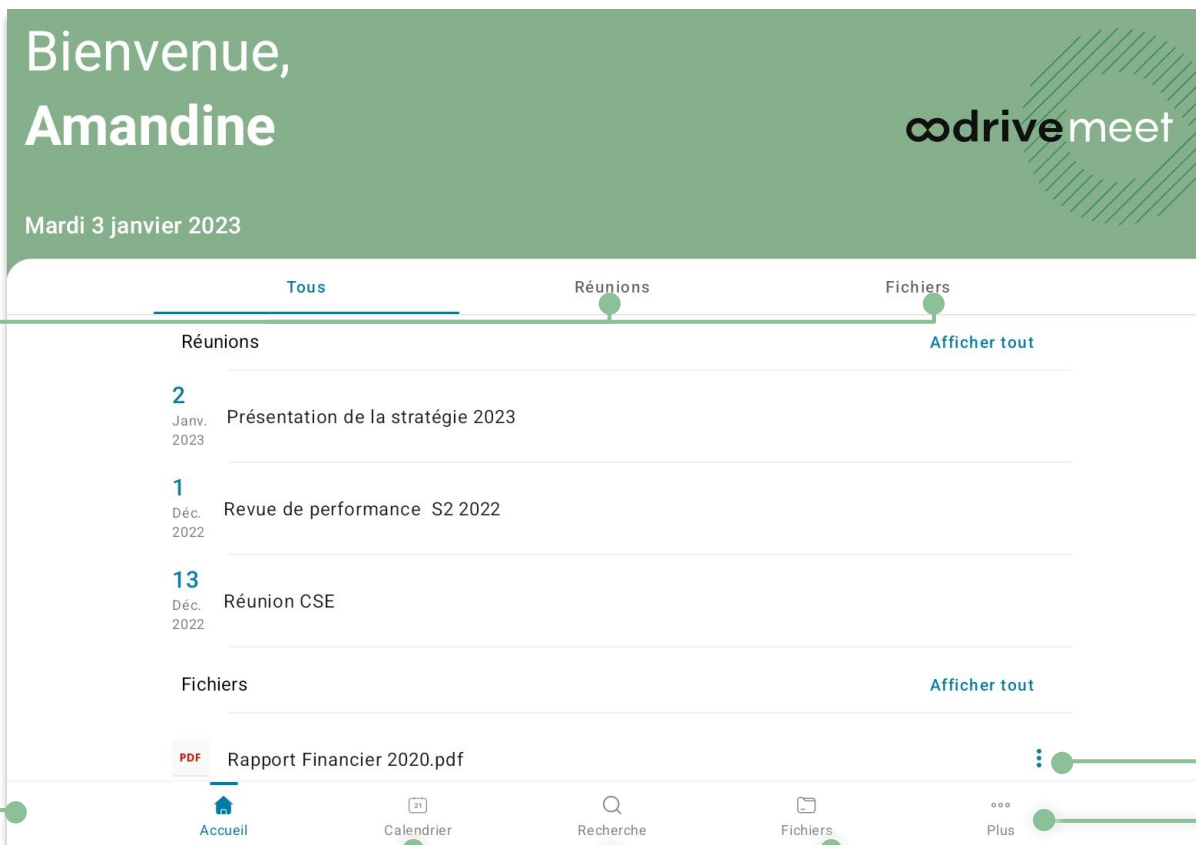 Bienvenue,
Amandine
oodrive meet
Mardi 3 janvier 2023
Tous Réunions Fichiers
Réunions Afficher tout
2
Janv.
2023
Présentation de la stratégie 2023
1
Déc.
2022
Revue de performance S2 2022
13
Déc.
2022
Réunion CSE
Fichiers Afficher tout
PDF Rapport Financier 2020.pdf
21
Accueil Calendrier Recherche Fichiers Plus